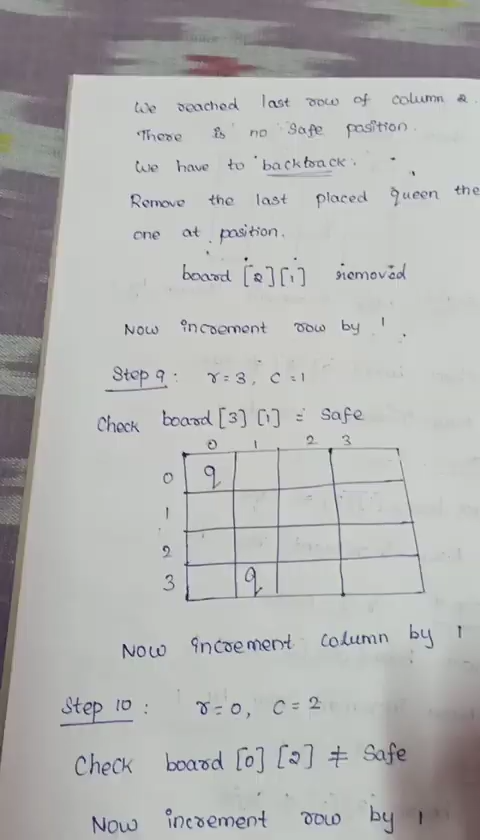 We reached last row of column 2.
There is no safe position.
We have to backtrack.
Remove the last placed queen the
one at position.
board [2][1] removed
Now increment row by 1.
Step 9: r=3, c=1
Check board[3][1] = Safe
0 1 2 3
0 q
1
2
3 q
Now increment column by 1
Step 10: r=0, c=2
Check board [0][2] ≠ Safe
Now increment row by 1